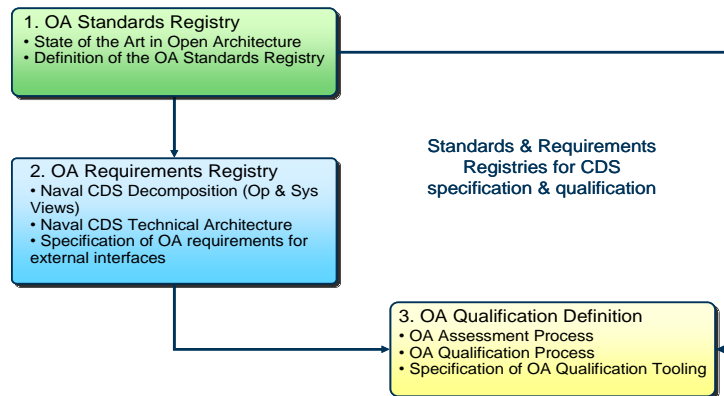 1. OA Standards Registry
• State of the Art in Open Architecture
• Definition of the OA Standards Registry
Standards & Requirements
Registries for CDS
specification & qualification
2. OA Requirements Registry
• Naval CDS Decomposition (Op & Sys
Views)
• Naval CDS Technical Architecture
• Specification of OA requirements for
external interfaces
3. OA Qualification Definition
• OA Assessment Process
• OA Qualification Process
• Specification of OA Qualification Tooling